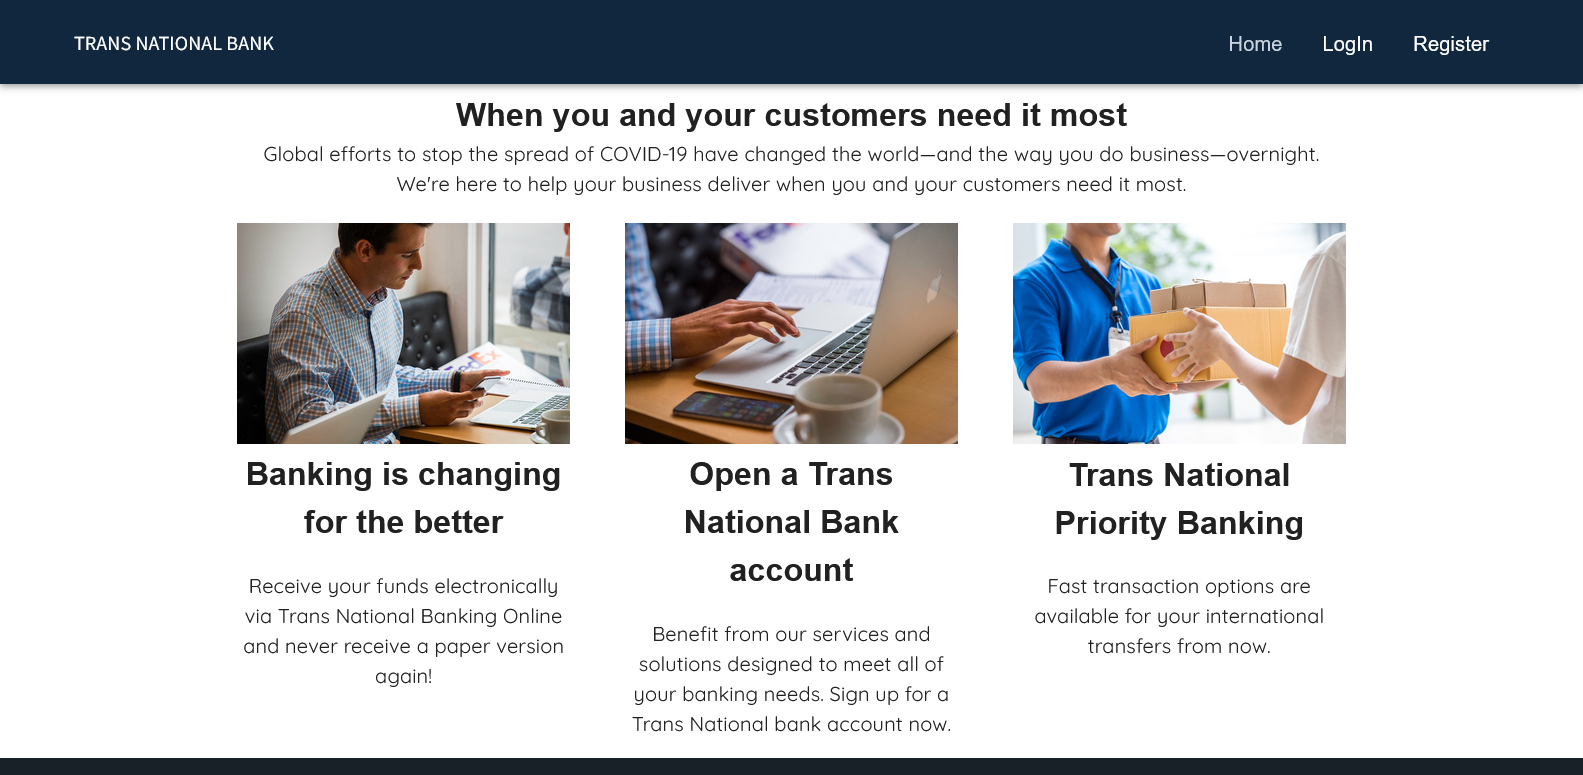 TRANS NATIONAL BANK
Home LogIn Register
When you and your customers need it most
Global efforts to stop the spread of COVID-19 have changed the world—and the way you do business—overnight.
We're here to help your business deliver when you and your customers need it most.
FedEx
FedEx
Banking is changing
for the better
Receive your funds electronically
via Trans National Banking Online
and never receive a paper version
again!
Open a Trans
National Bank
account
Benefit from our services and
solutions designed to meet all of
your banking needs. Sign up for a
Trans National bank account now.
Trans National
Priority Banking
Fast transaction options are
available for your international
transfers from now.